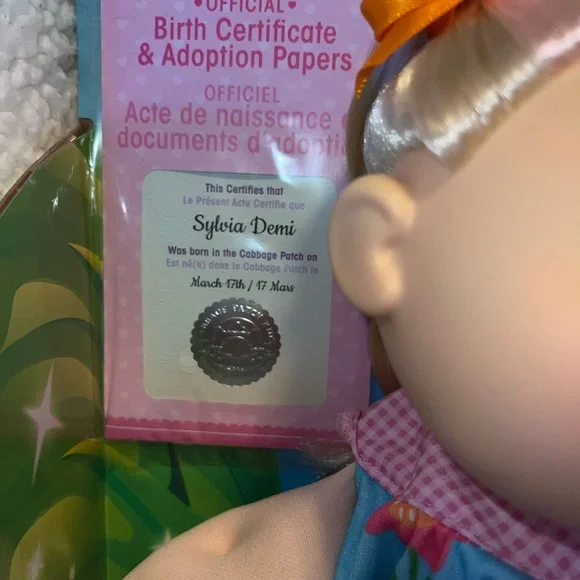 •OFFICIAL•
Birth Certificate
& Adoption Papers
OFFICIEL
Acte de naissance
documents
This Certifies that
Le Présent Acte Certifie que
Sylvia Demi
Was born in the Cabbage Patch on
Est né(e) dans le Cabbage Patch le
March 17th / 17 Mars